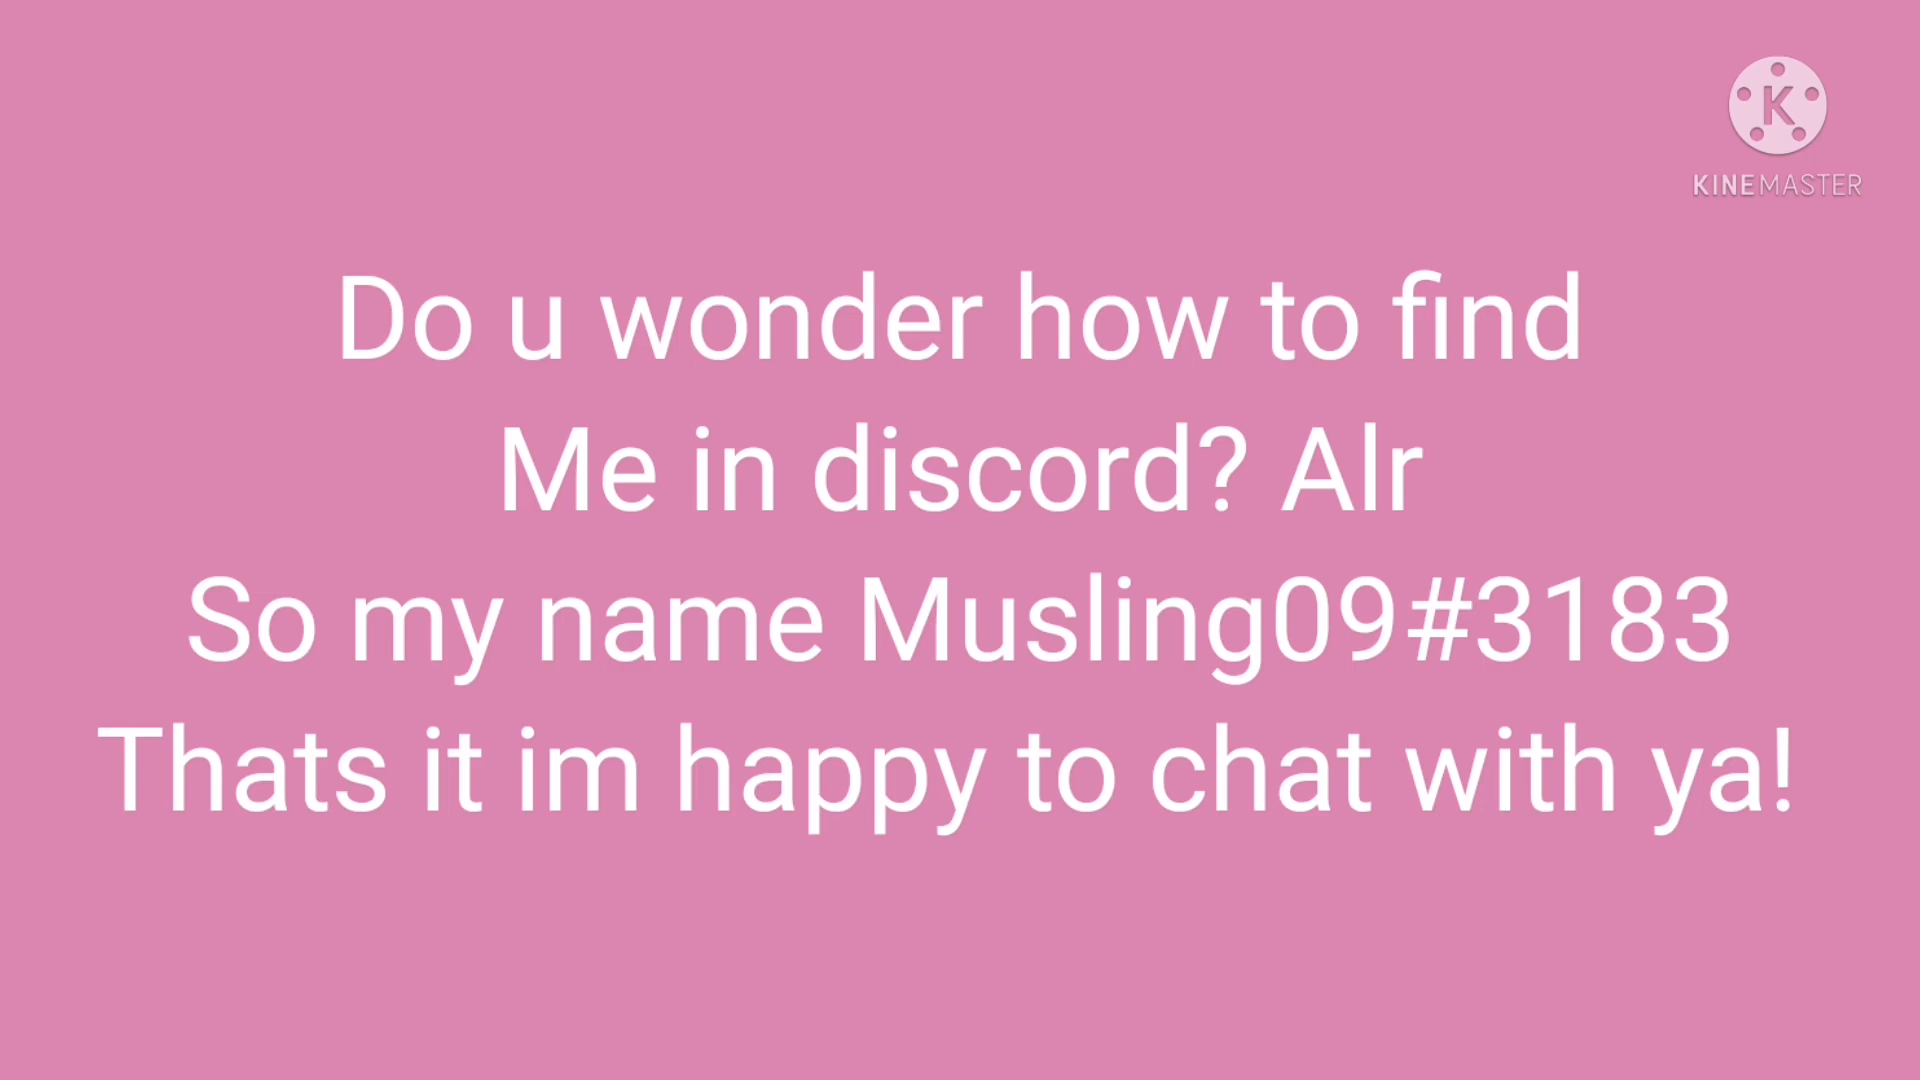 K
KINEMASTER
Do u wonder how to find
Me in discord? Alr
So my name Musling09#3183
Thats it im happy to chat with ya!